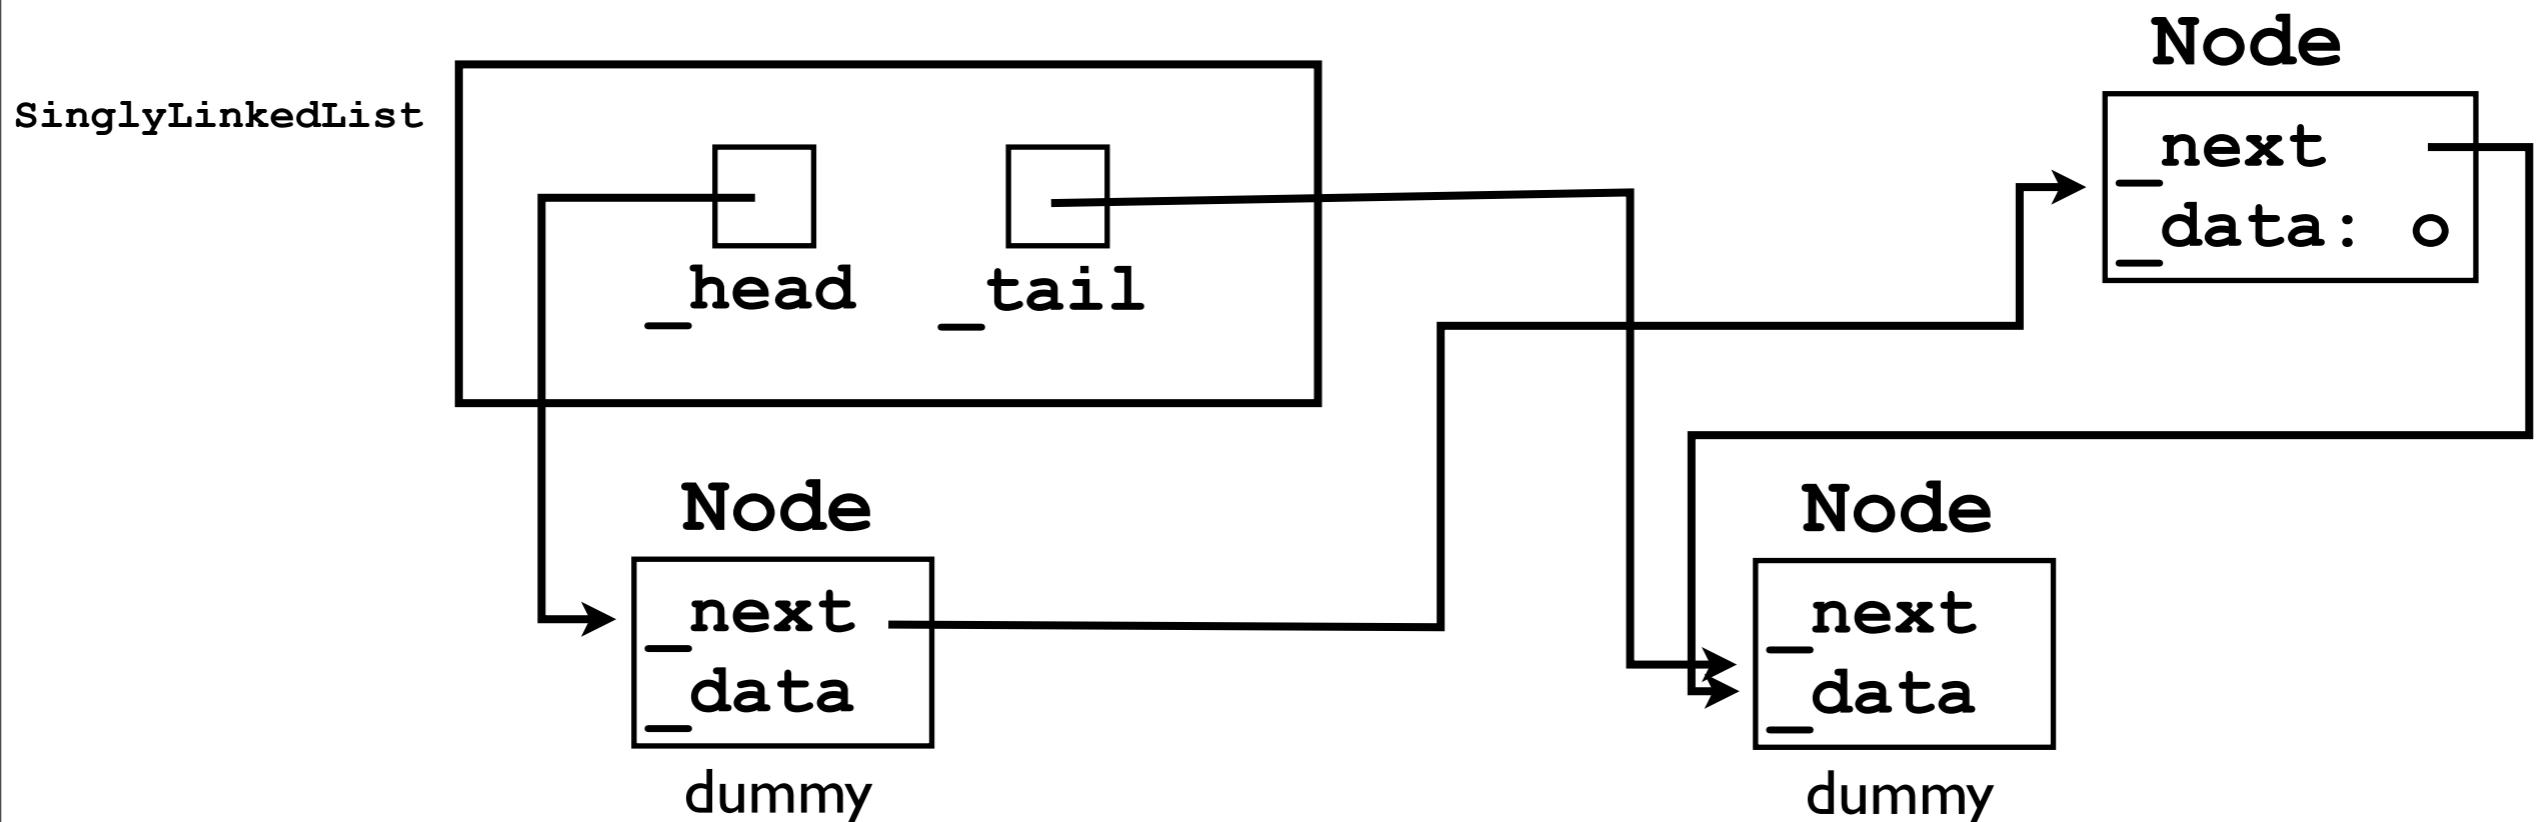 SinglyLinkedList
_head
_tail
Node
_next
_data: o
Node
_next
_data
dummy
Node
_next
_data
dummy